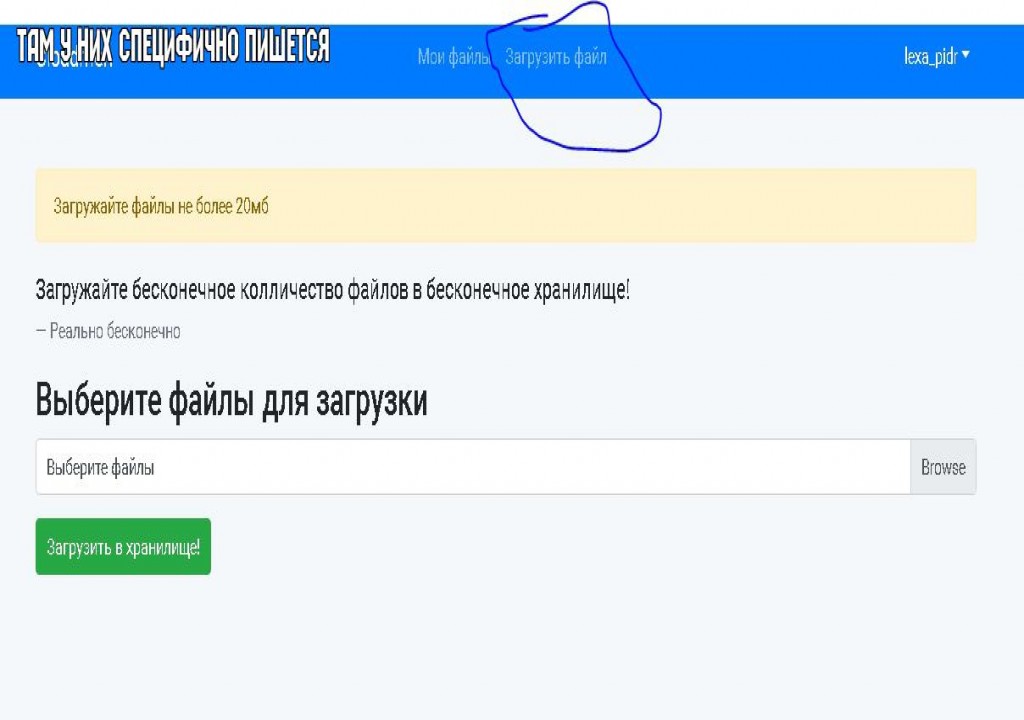 ТАМ У НИХ СПЕЦИФИЧНО ПИШЕТСЯ
Мои файлы Загрузить файл lexa_pidr
Загружайте файлы не более 20мб
Загружайте бесконечное колличество файлов в бесконечное хранилище!
— Реально бесконечно
Выберите файлы для загрузки
Выберите файлы Browse
Загрузить в хранилище!